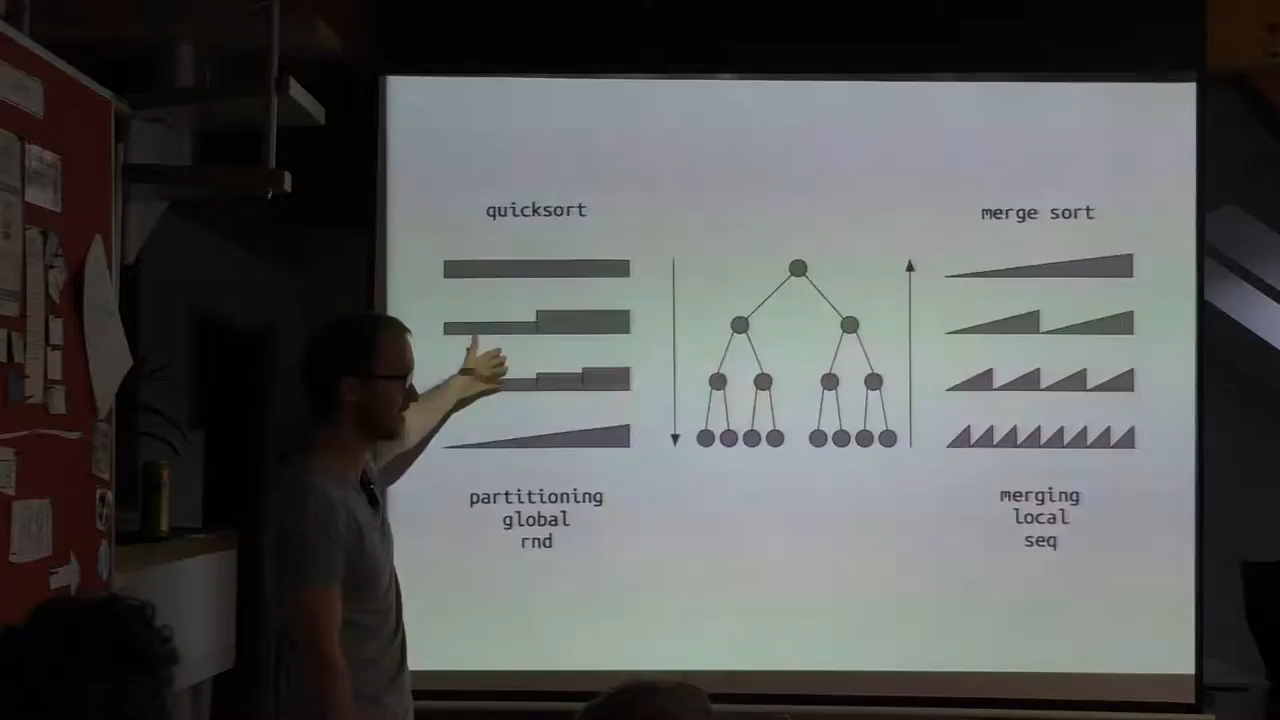 quicksort
merge sort
partitioning
global
rnd
merging
local
seq